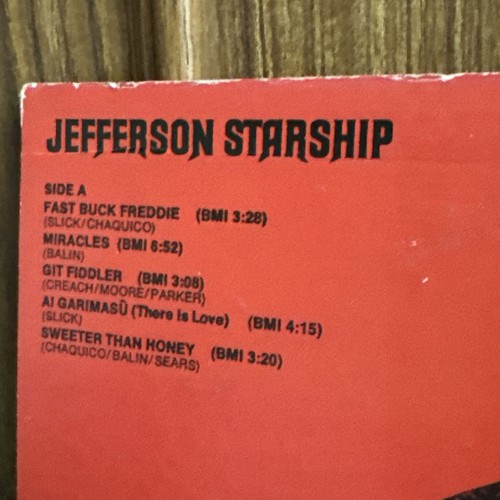 JEFFERSON STARSHIP
SIDE A
FAST BUCK FREDDIE (BMI 3:28)
(SLICK/CHAQUICO)
MIRACLES (BMI 6:52)
(BALIN)
GIT FIDDLER (BMI 3:08)
(CREACH/MOORE/PARKER)
AI GARIMASŪ (There Is Love) (BMI 4:15)
(SLICK)
SWEETER THAN HONEY (BMI 3:20)
(CHAQUICO/BALIN/SEARS)